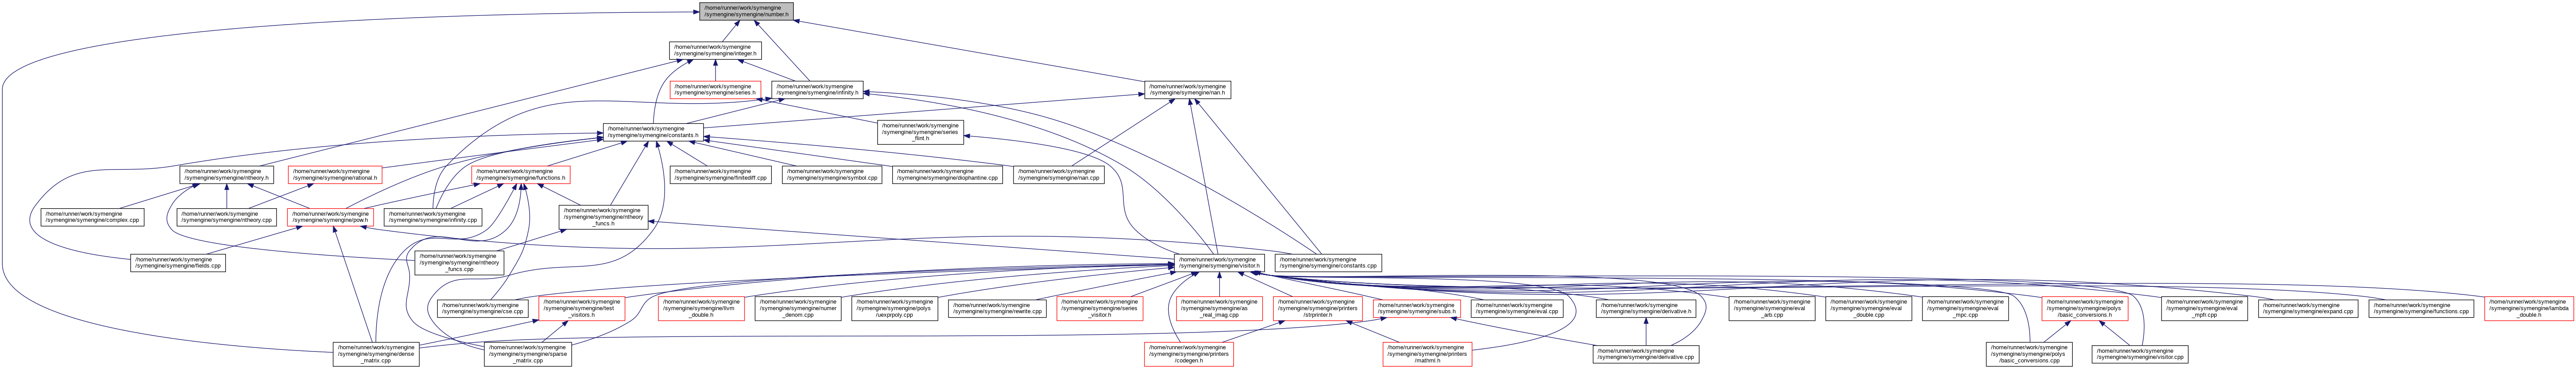 /home/runner/work/symengine
/symengine/symengine/number.h
/home/runner/work/symengine
/symengine/symengine/integer.h
/home/runner/work/symengine
/symengine/symengine/series.h
/home/runner/work/symengine
/symengine/symengine/infinity.h
/home/runner/work/symengine
/symengine/symengine/nan.h
/home/runner/work/symengine
/symengine/symengine/constants.h
/home/runner/work/symengine
/symengine/symengine/series
_flint.h
/home/runner/work/symengine
/symengine/symengine/ntheory.h
/home/runner/work/symengine
/symengine/symengine/rational.h
/home/runner/work/symengine
/symengine/symengine/functions.h
/home/runner/work/symengine
/symengine/symengine/finitediff.cpp
/home/runner/work/symengine
/symengine/symengine/symbol.cpp
/home/runner/work/symengine
/symengine/symengine/diophantine.cpp
/home/runner/work/symengine
/symengine/symengine/nan.cpp
/home/runner/work/symengine
/symengine/symengine/complex.cpp
/home/runner/work/symengine
/symengine/symengine/ntheory.cpp
/home/runner/work/symengine
/symengine/symengine/pow.h
/home/runner/work/symengine
/symengine/symengine/infinity.cpp
/home/runner/work/symengine
/symengine/symengine/ntheory
_funcs.h
/home/runner/work/symengine
/symengine/symengine/fields.cpp
/home/runner/work/symengine
/symengine/symengine/ntheory
_funcs.cpp
/home/runner/work/symengine
/symengine/symengine/visitor.h
/home/runner/work/symengine
/symengine/symengine/constants.cpp
/home/runner/work/symengine
/symengine/symengine/cse.cpp
/home/runner/work/symengine
/symengine/symengine/test
_visitors.h
/home/runner/work/symengine
/symengine/symengine/llvm
_double.h
/home/runner/work/symengine
/symengine/symengine/numer
_denom.cpp
/home/runner/work/symengine
/symengine/symengine/polys
/uexprpoly.cpp
/home/runner/work/symengine
/symengine/symengine/rewrite.cpp
/home/runner/work/symengine
/symengine/symengine/series
_visitor.h
/home/runner/work/symengine
/symengine/symengine/as
_real_imag.cpp
/home/runner/work/symengine
/symengine/symengine/printers
/strprinter.h
/home/runner/work/symengine
/symengine/symengine/subs.h
/home/runner/work/symengine
/symengine/symengine/eval.cpp
/home/runner/work/symengine
/symengine/symengine/derivative.h
/home/runner/work/symengine
/symengine/symengine/eval
_arb.cpp
/home/runner/work/symengine
/symengine/symengine/eval
_double.cpp
/home/runner/work/symengine
/symengine/symengine/eval
_mpc.cpp
/home/runner/work/symengine
/symengine/symengine/polys
/basic_conversions.h
/home/runner/work/symengine
/symengine/symengine/eval
_mpfr.cpp
/home/runner/work/symengine
/symengine/symengine/expand.cpp
/home/runner/work/symengine
/symengine/symengine/functions.cpp
/home/runner/work/symengine
/symengine/symengine/lambda
_double.h
/home/runner/work/symengine
/symengine/symengine/dense
_matrix.cpp
/home/runner/work/symengine
/symengine/symengine/sparse
_matrix.cpp
/home/runner/work/symengine
/symengine/symengine/printers
/codegen.h
/home/runner/work/symengine
/symengine/symengine/printers
/mathml.h
/home/runner/work/symengine
/symengine/symengine/derivative.cpp
/home/runner/work/symengine
/symengine/symengine/polys
/basic_conversions.cpp
/home/runner/work/symengine
/symengine/symengine/visitor.cpp